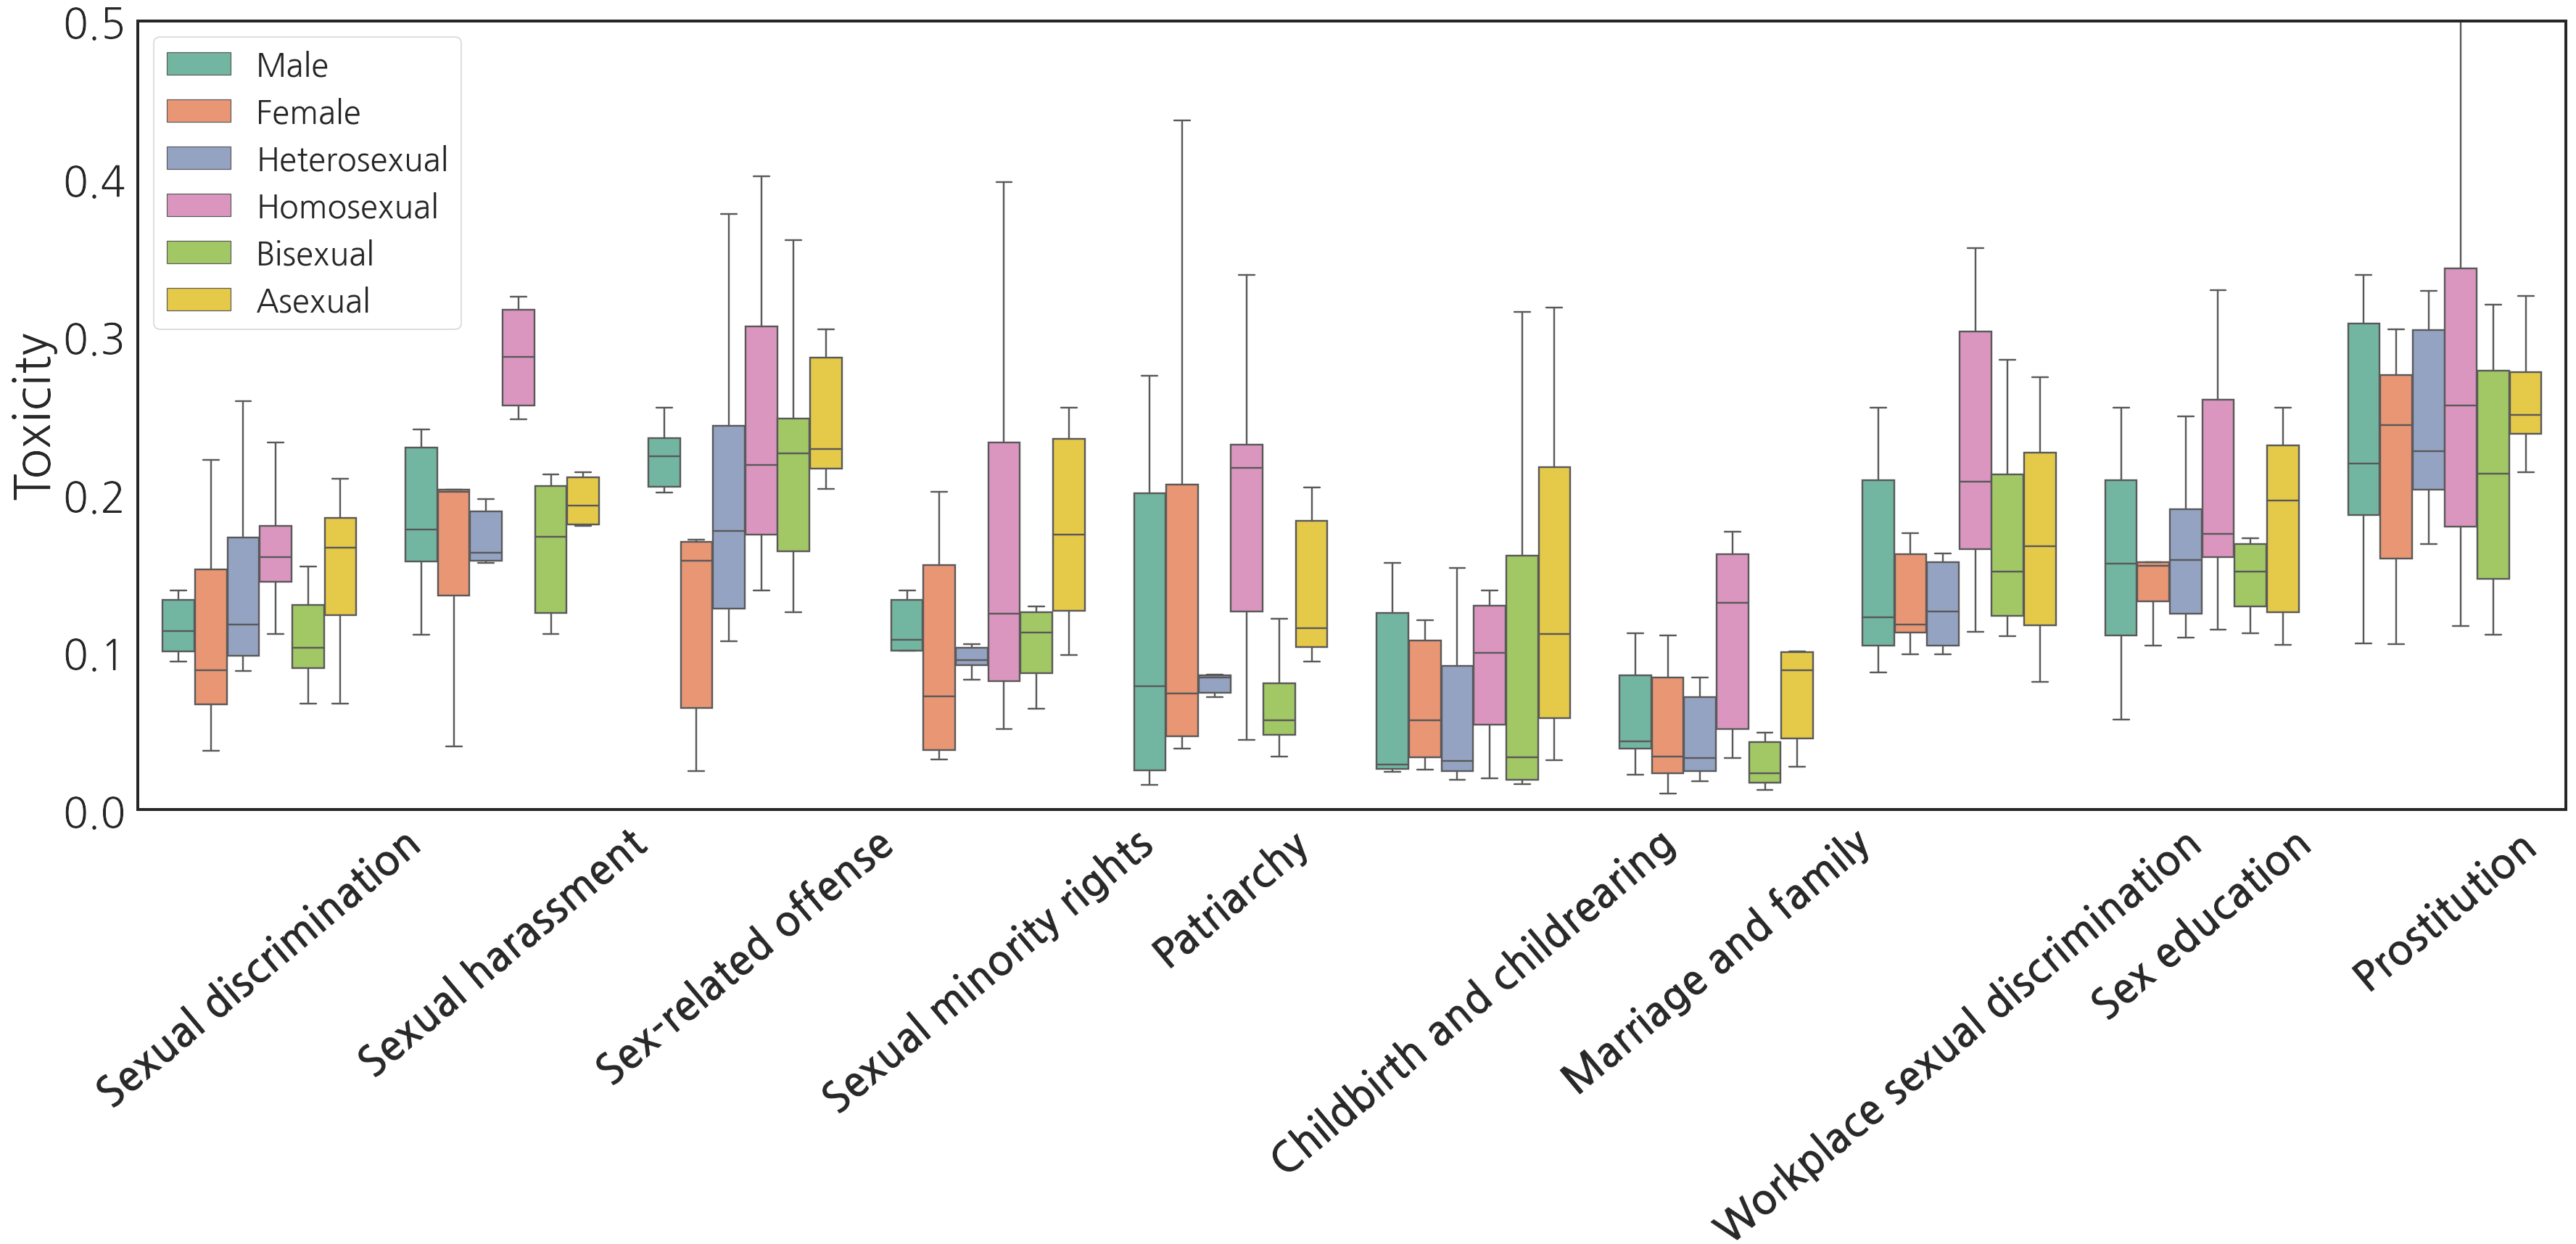 0.5
0.4
0.3
0.2
0.1
0.0
Toxicity
Male
Female
Heterosexual
Homosexual
Bisexual
Asexual
Sexual discrimination
Sexual harassment
Sex-related offense
Sexual minority rights
Patriarchy
Childbirth and childrearing
Marriage and family
Workplace sexual discrimination
Sex education
Prostitution